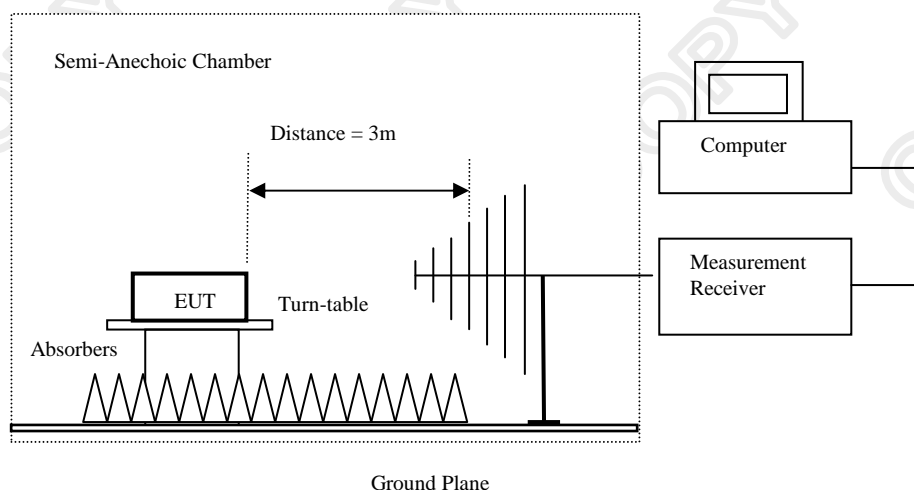 Semi-Anechoic Chamber
Distance = 3m
Computer
Measurement
Receiver
EUT
Turn-table
Absorbers
Ground Plane